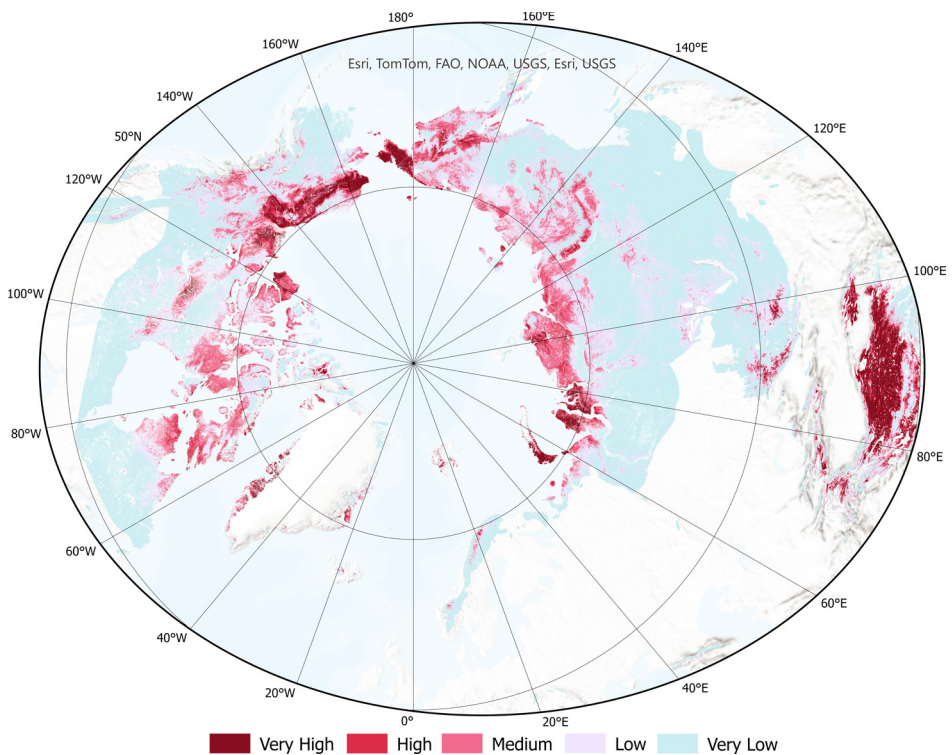 180°
160°W
160°E
Esri, TomTom, FAO, NOAA, USGS, Esri, USGS
140°E
140°W
50°N
120°E
120°W
100°E
100°W
80°W
80°E
60°W
60°E
40°W
40°E
20°W
0°
20°E
Very High
High
Medium
Low
Very Low